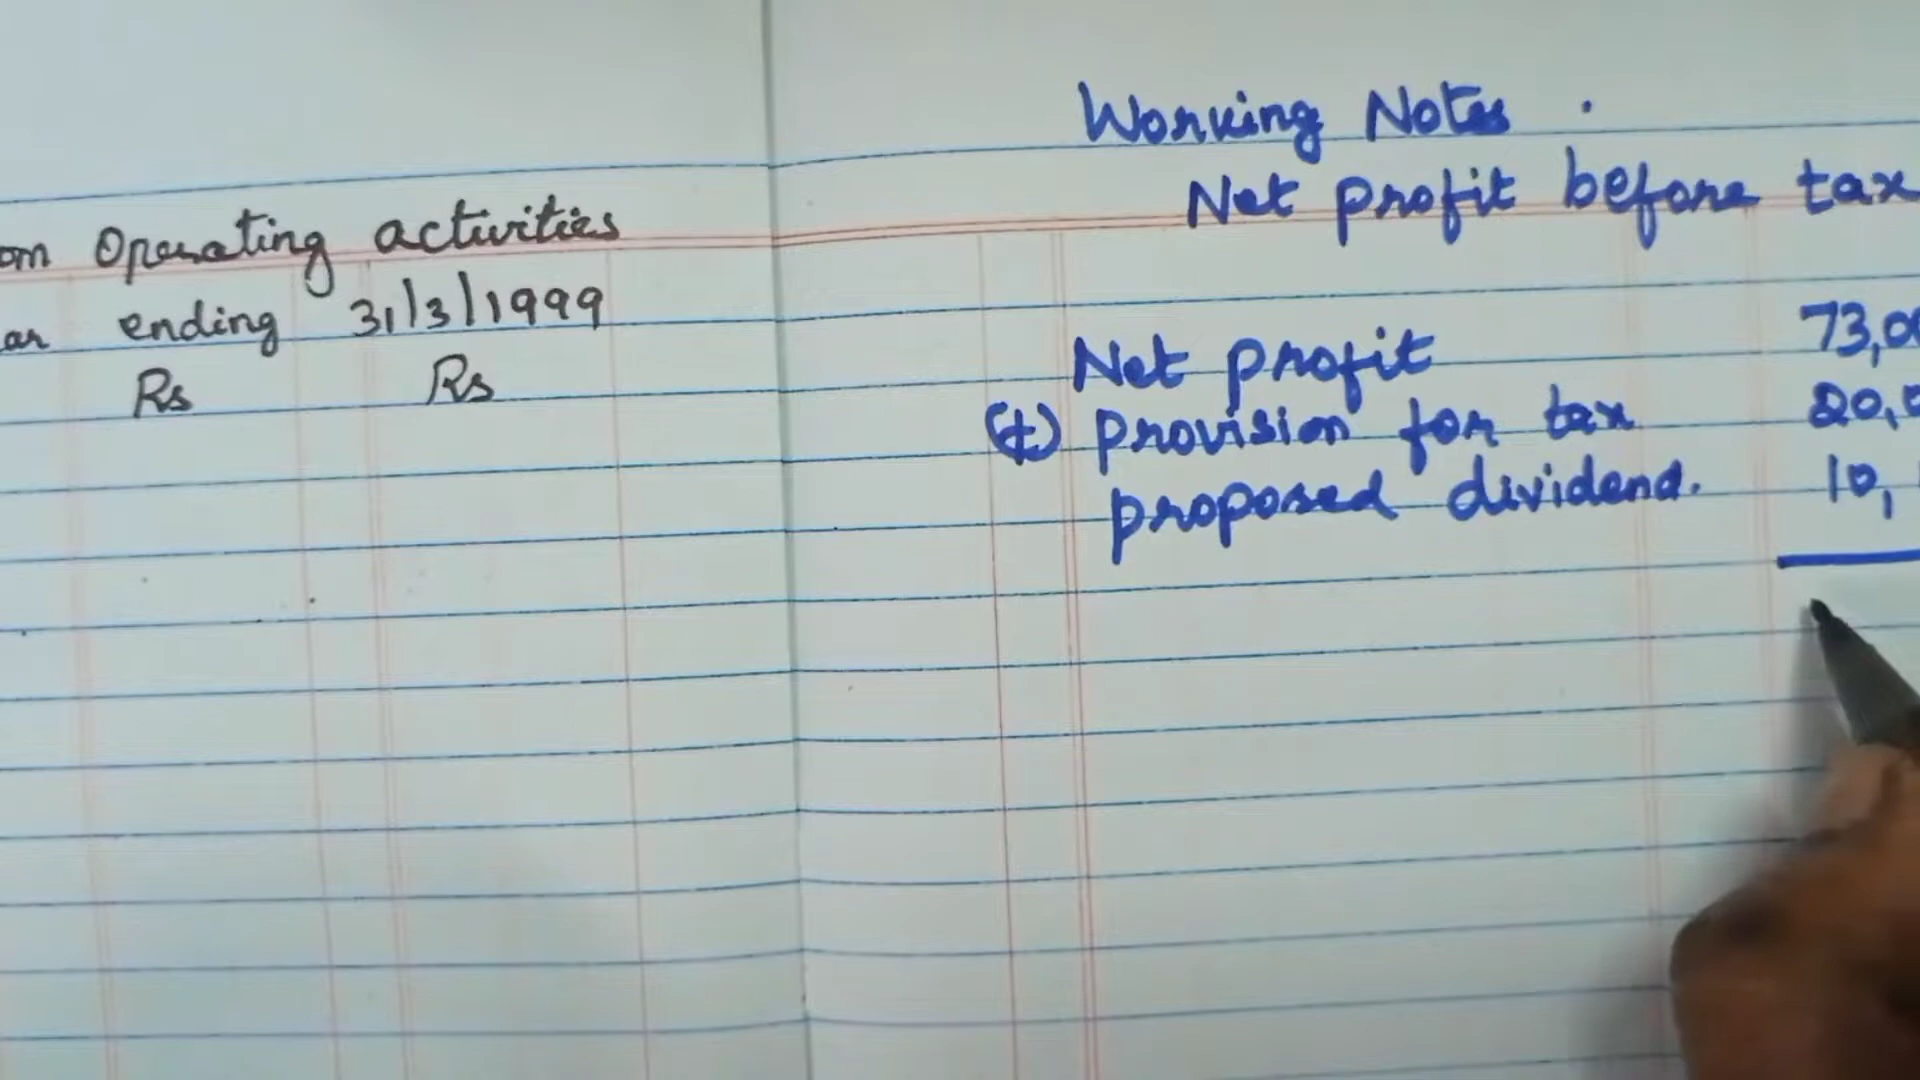 om Operating activities
ar ending 31/3/1999
Rs Rs
Working Notes.
Net profit before tax
Net profit 73,00
(+) provision for tax 20,0
proposed dividend. 10,